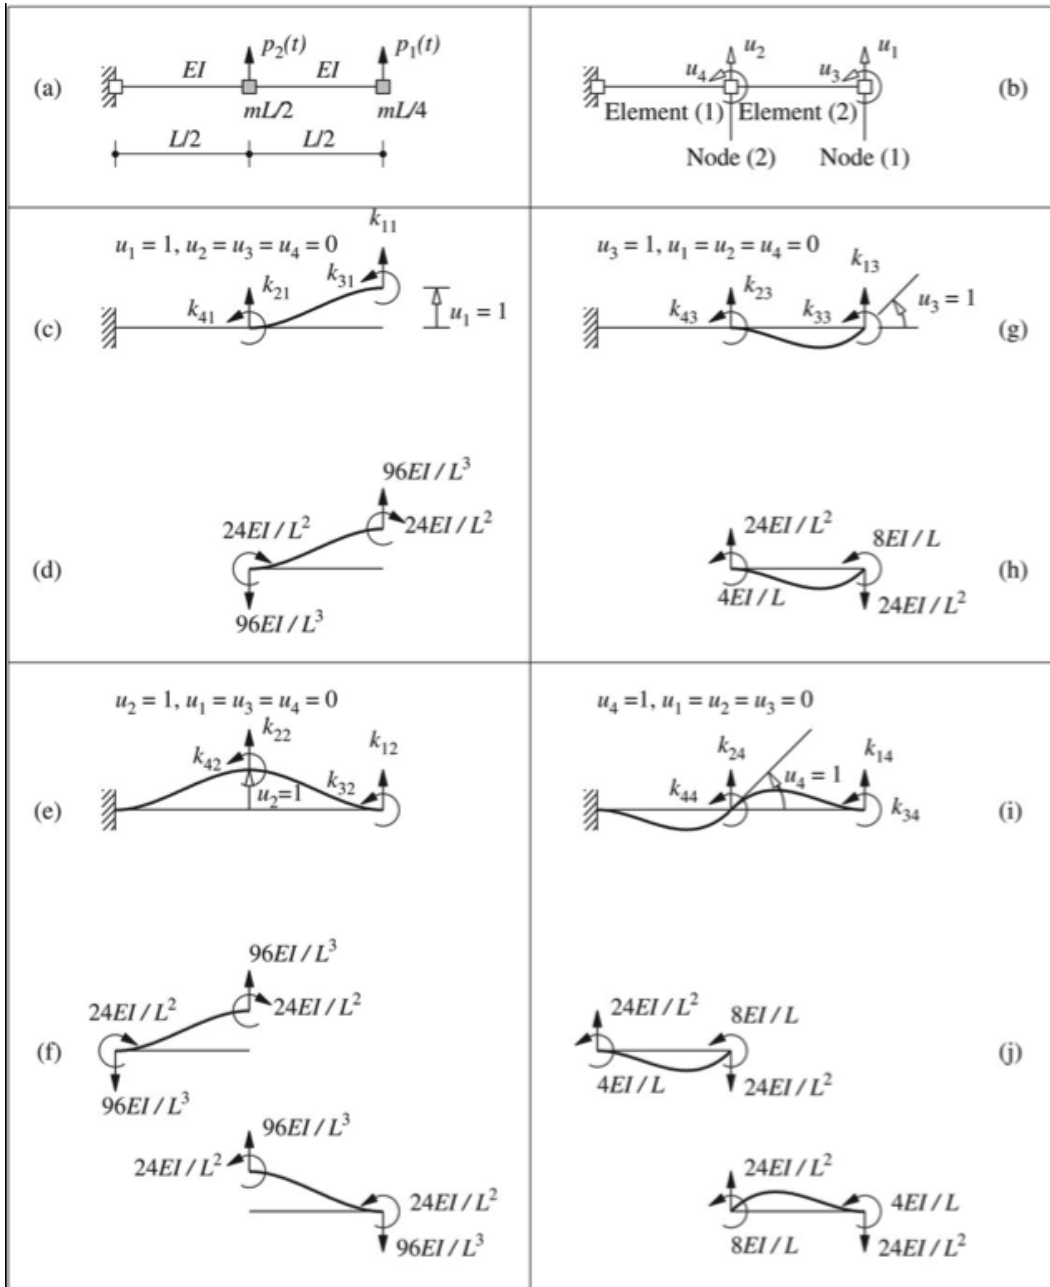 (a)
p₂(t) p₁(t)
EI EI
mL/2 mL/4
L/2 L/2
(b)
u₂ u₁
u₄ u₃
Element (1) Element (2)
Node (2) Node (1)
(c)
k₁₁
u₁ = 1, u₂ = u₃ = u₄ = 0
k₂₁ k₃₁
k₄₁
u₁ = 1
(g)
u₃ = 1, u₁ = u₂ = u₄ = 0
k₁₃
k₂₃
k₄₃ k₃₃
u₃ = 1
(d)
96EI / L³
24EI / L² 24EI / L²
96EI / L³
(h)
24EI / L² 8EI / L
4EI / L 24EI / L²
(e)
u₂ = 1, u₁ = u₃ = u₄ = 0
k₂₂
k₄₂ k₁₂
k₃₂
u₂=1
(i)
u₄ =1, u₁ = u₂ = u₃ = 0
k₂₄ k₁₄
k₄₄ u₄ = 1
k₃₄
(f)
96EI / L³
24EI / L² 24EI / L²
96EI / L³
96EI / L³
24EI / L²
24EI / L²
96EI / L³
(j)
24EI / L² 8EI / L
4EI / L 24EI / L²
24EI / L² 4EI / L
8EI / L 24EI / L²